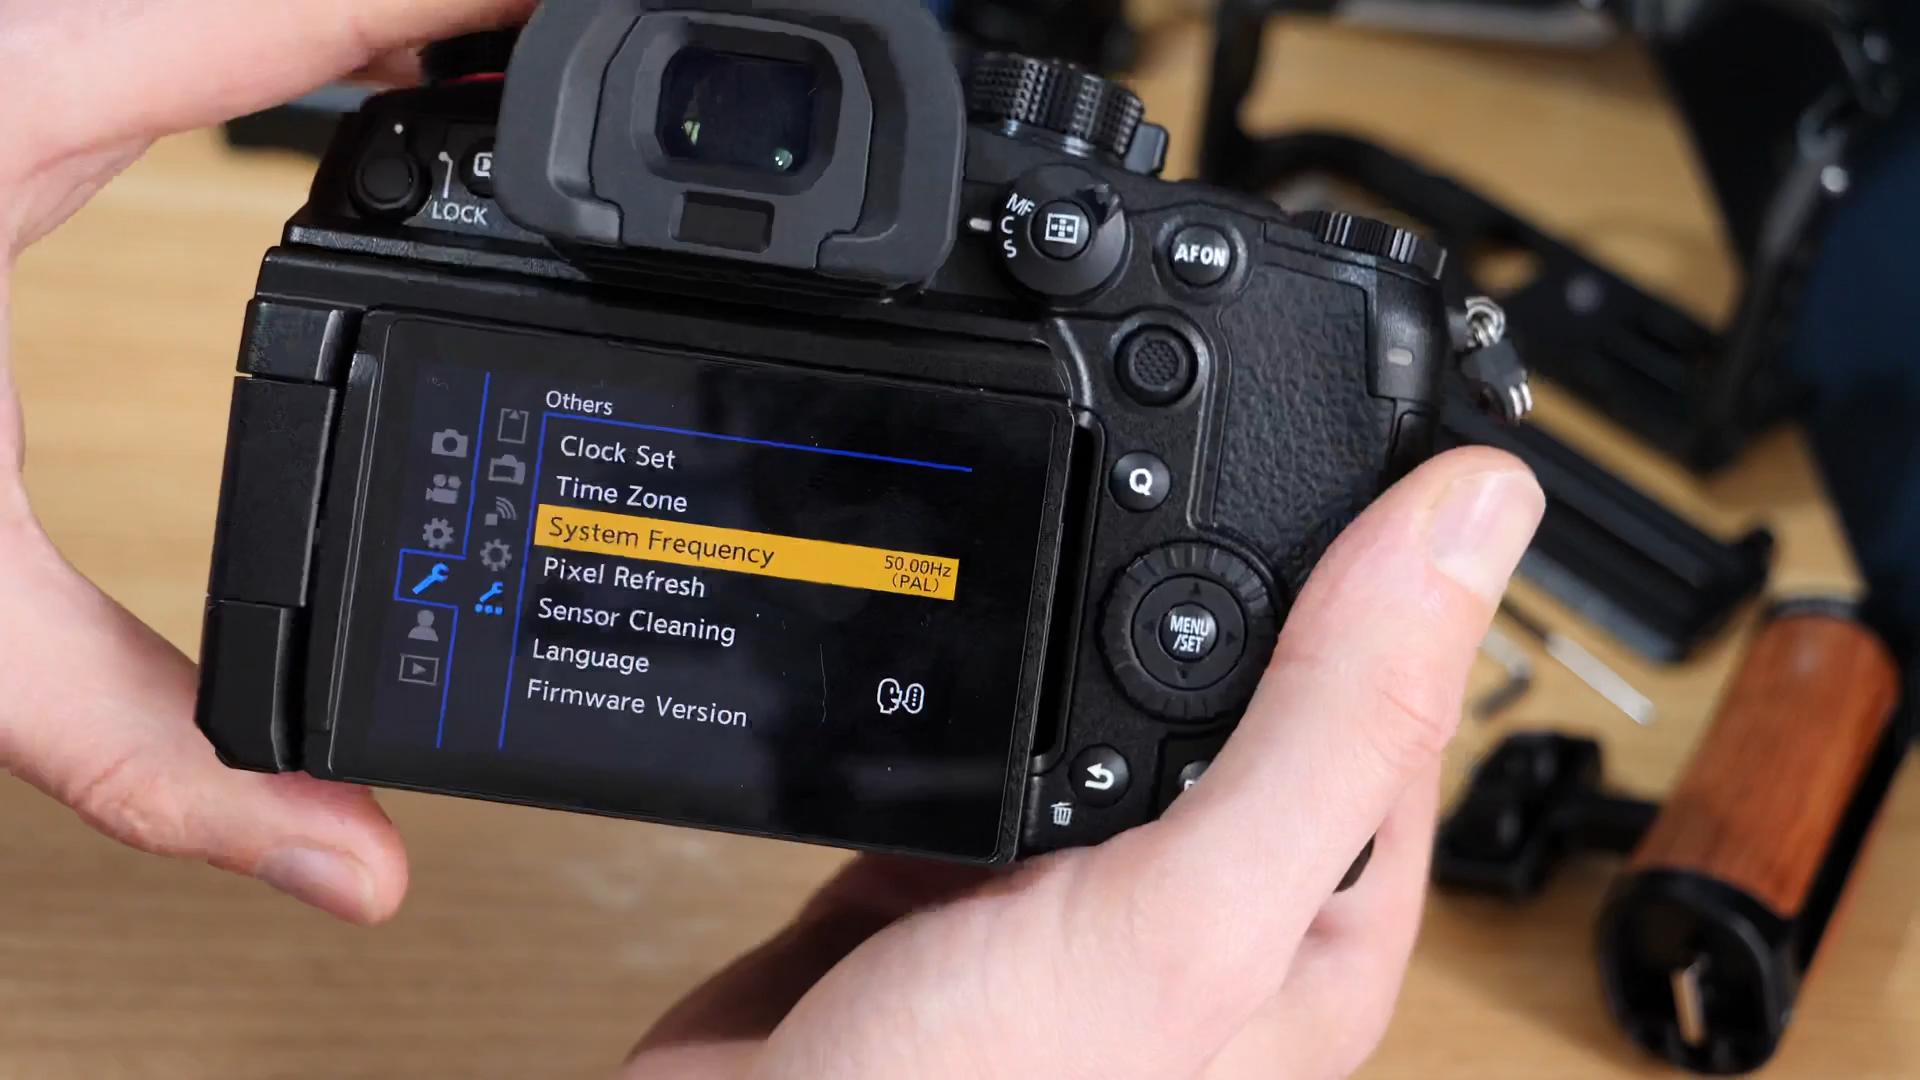 LOCK
MF
C
S
AFON
Others
Clock Set
Time Zone
System Frequency
50.00Hz
(PAL)
Pixel Refresh
Sensor Cleaning
Language
Firmware Version
Q
MENU
/SET